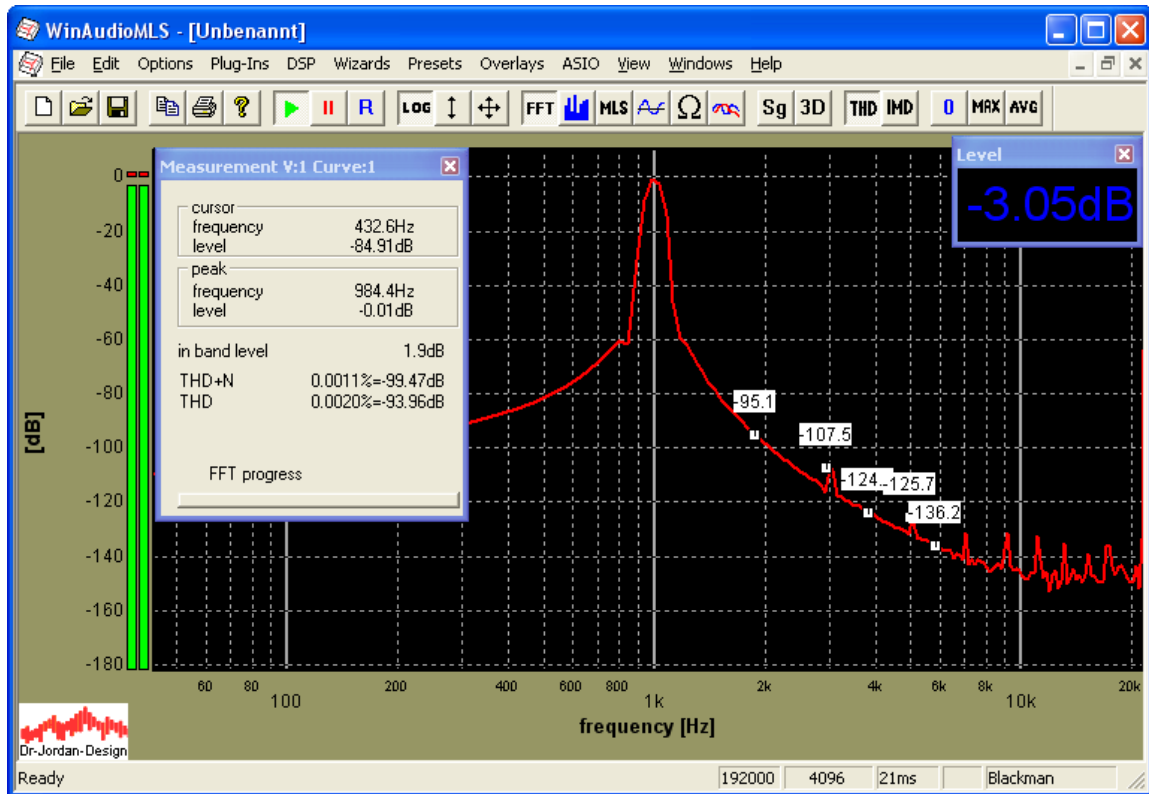 WinAudioMLS - [Unbenannt]
File Edit Options Plug-Ins DSP Wizards Presets Overlays ASIO View Windows Help
R LOG FFT MLS Ω Sg 3D THD IMD 0 MAX AVG
Measurement V:1 Curve:1
cursor
frequency 432.6Hz
level -84.91dB
peak
frequency 984.4Hz
level -0.01dB
in band level 1.9dB
THD+N 0.0011%=-99.47dB
THD 0.0020%=-93.96dB
FFT progress
Level
-3.05dB
[dB]
0
-20
-40
-60
-80
-100
-120
-140
-160
-180
-95.1
-107.5
-124. -125.7
-136.2
60 80 200 400 600 800 2k 4k 6k 8k 20k
100 1k 10k
frequency [Hz]
Dr-Jordan-Design
Ready 192000 4096 21ms Blackman